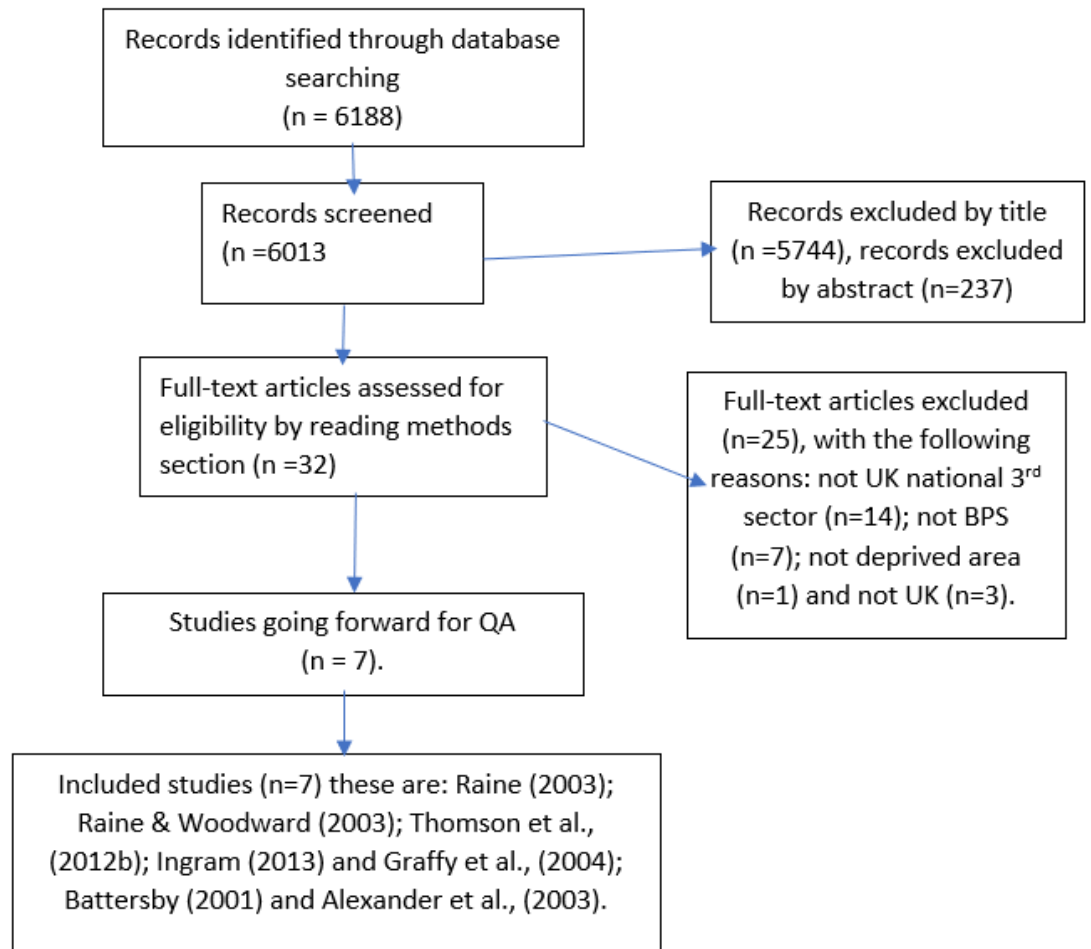 Records identified through database
searching
(n = 6188)
Records screened
(n =6013
Records excluded by title
(n =5744), records excluded
by abstract (n=237)
Full-text articles assessed for
eligibility by reading methods
section (n =32)
Full-text articles excluded
(n=25), with the following
reasons: not UK national 3rd
sector (n=14); not BPS
(n=7); not deprived area
(n=1) and not UK (n=3).
Studies going forward for QA
(n = 7).
Included studies (n=7) these are: Raine (2003);
Raine & Woodward (2003); Thomson et al.,
(2012b); Ingram (2013) and Graffy et al., (2004);
Battersby (2001) and Alexander et al., (2003).